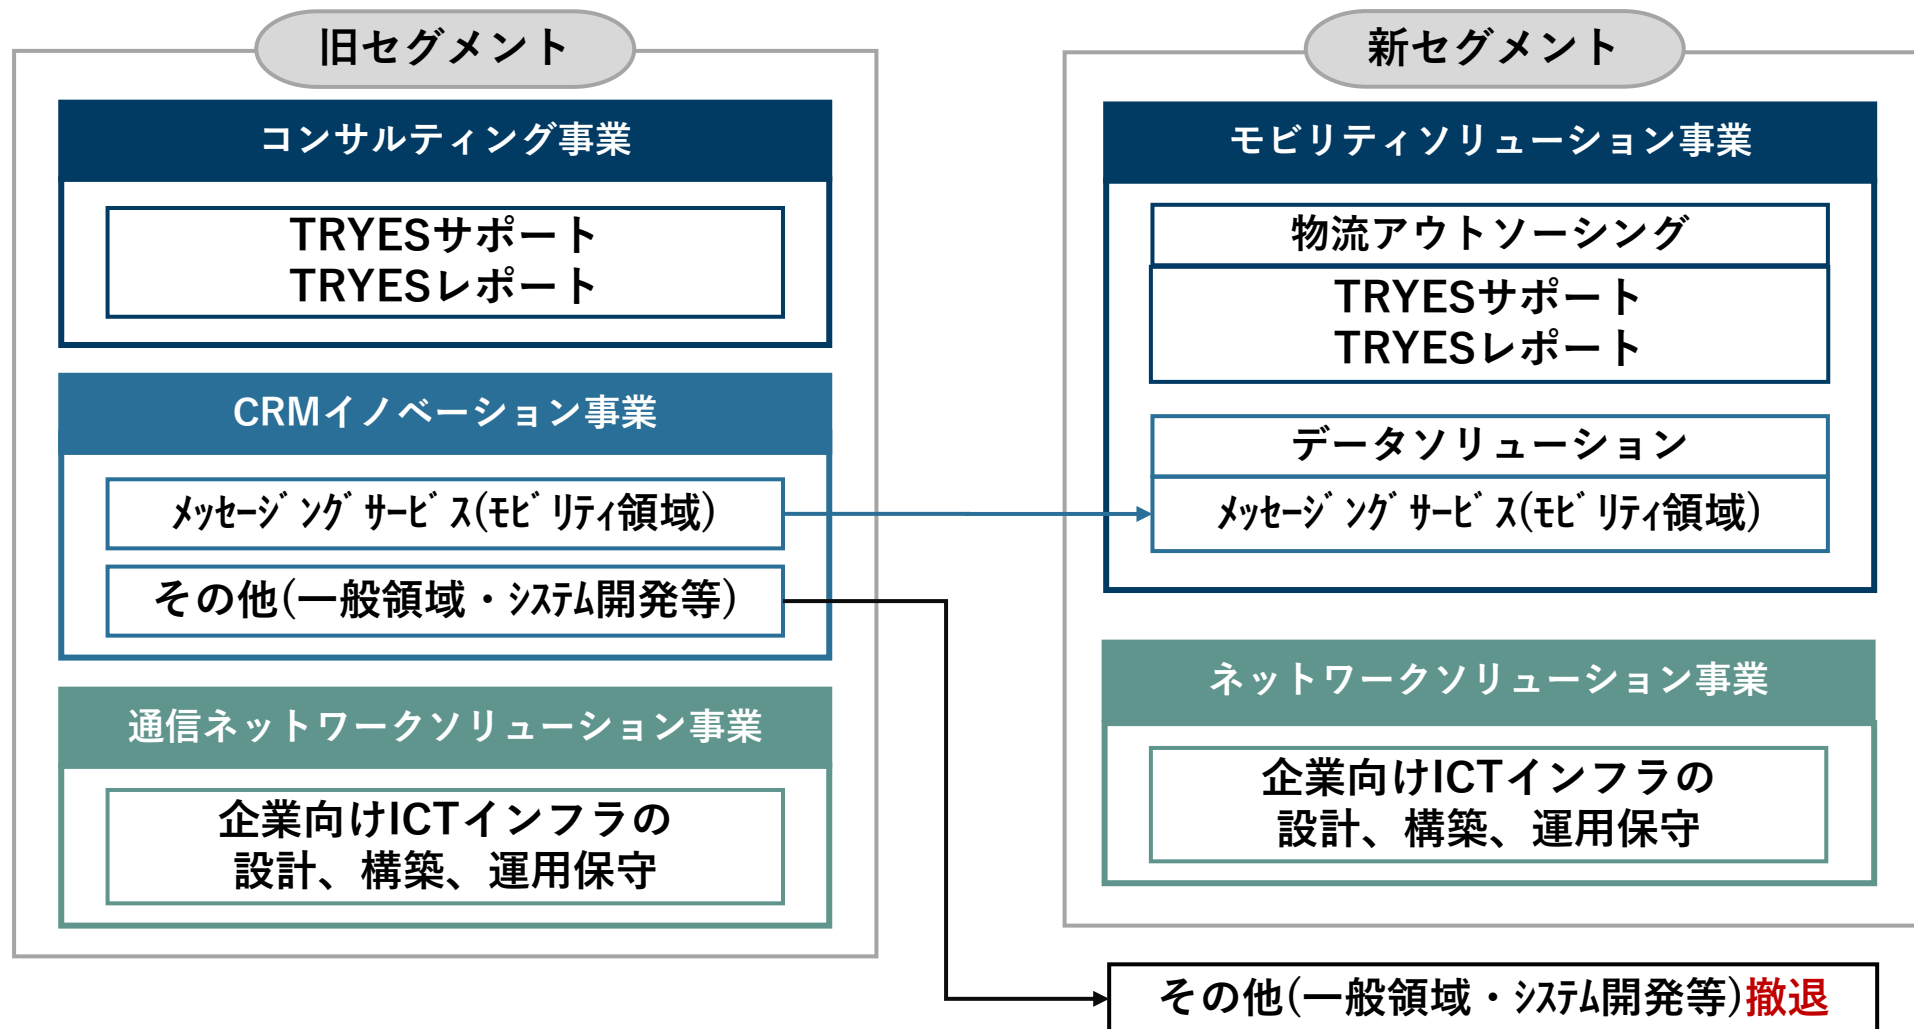 旧セグメント
コンサルティング事業
TRYESサポート
TRYESレポート
CRMイノベーション事業
ﾒｯｾｰｼﾞﾝｸﾞｻｰﾋﾞｽ(ﾓﾋﾞﾘﾃｨ領域)
その他(一般領域・ｼｽﾃﾑ開発等)
通信ネットワークソリューション事業
企業向けICTインフラの
設計、構築、運用保守
新セグメント
モビリティソリューション事業
物流アウトソーシング
TRYESサポート
TRYESレポート
データソリューション
ﾒｯｾｰｼﾞﾝｸﾞｻｰﾋﾞｽ(ﾓﾋﾞﾘﾃｨ領域)
ネットワークソリューション事業
企業向けICTインフラの
設計、構築、運用保守
その他(一般領域・ｼｽﾃﾑ開発等)撤退